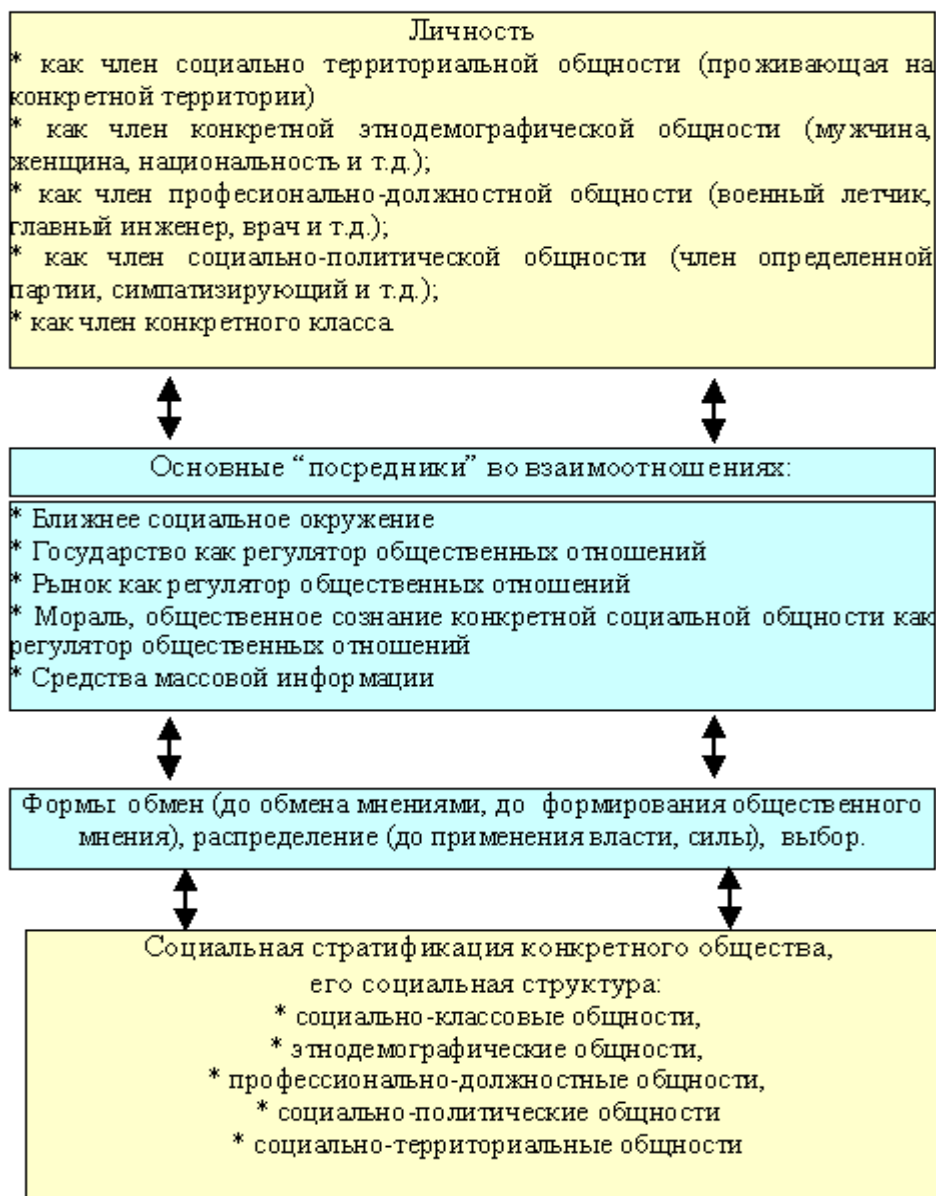 Личность
* как член социально территориальной общности (проживающая на
конкретной территории)
* как член конкретной этнодемографической общности (мужчина,
женщина, национальность и т.д.);
* как член професионально-должностной общности (военный летчик,
главный инженер, врач и т.д.);
* как член социально-политической общности (член определенной
партии, симпатизирующий и т.д.);
* как член конкретного класса.
Основные “посредники” во взаимоотношениях:
* Ближнее социальное окружение
* Государство как регулятор общественных отношений
* Рынок как регулятор общественных отношений
* Мораль, общественное сознание конкретной социальной общности как
регулятор общественных отношений
* Средства массовой информации
Формы: обмен (до обмена мнениями, до формирования общественного
мнения), распределение (до применения власти, силы), выбор.
Социальная стратификация конкретного общества,
его социальная структура:
* социально-классовые общности,
* этнодемографические общности,
* профессионально-должностные общности,
* социально-политические общности
* социально-территориальные общности